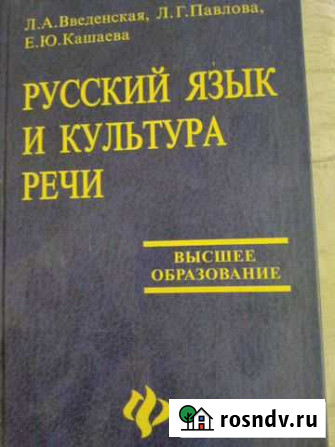 Л.А.Введенская, Л.Г.Павлова,
Е.Ю.Кашаева
РУССКИЙ ЯЗЫК
И КУЛЬТУРА
РЕЧИ
ВЫСШЕЕ
ОБРАЗОВАНИЕ
rosndv.ru